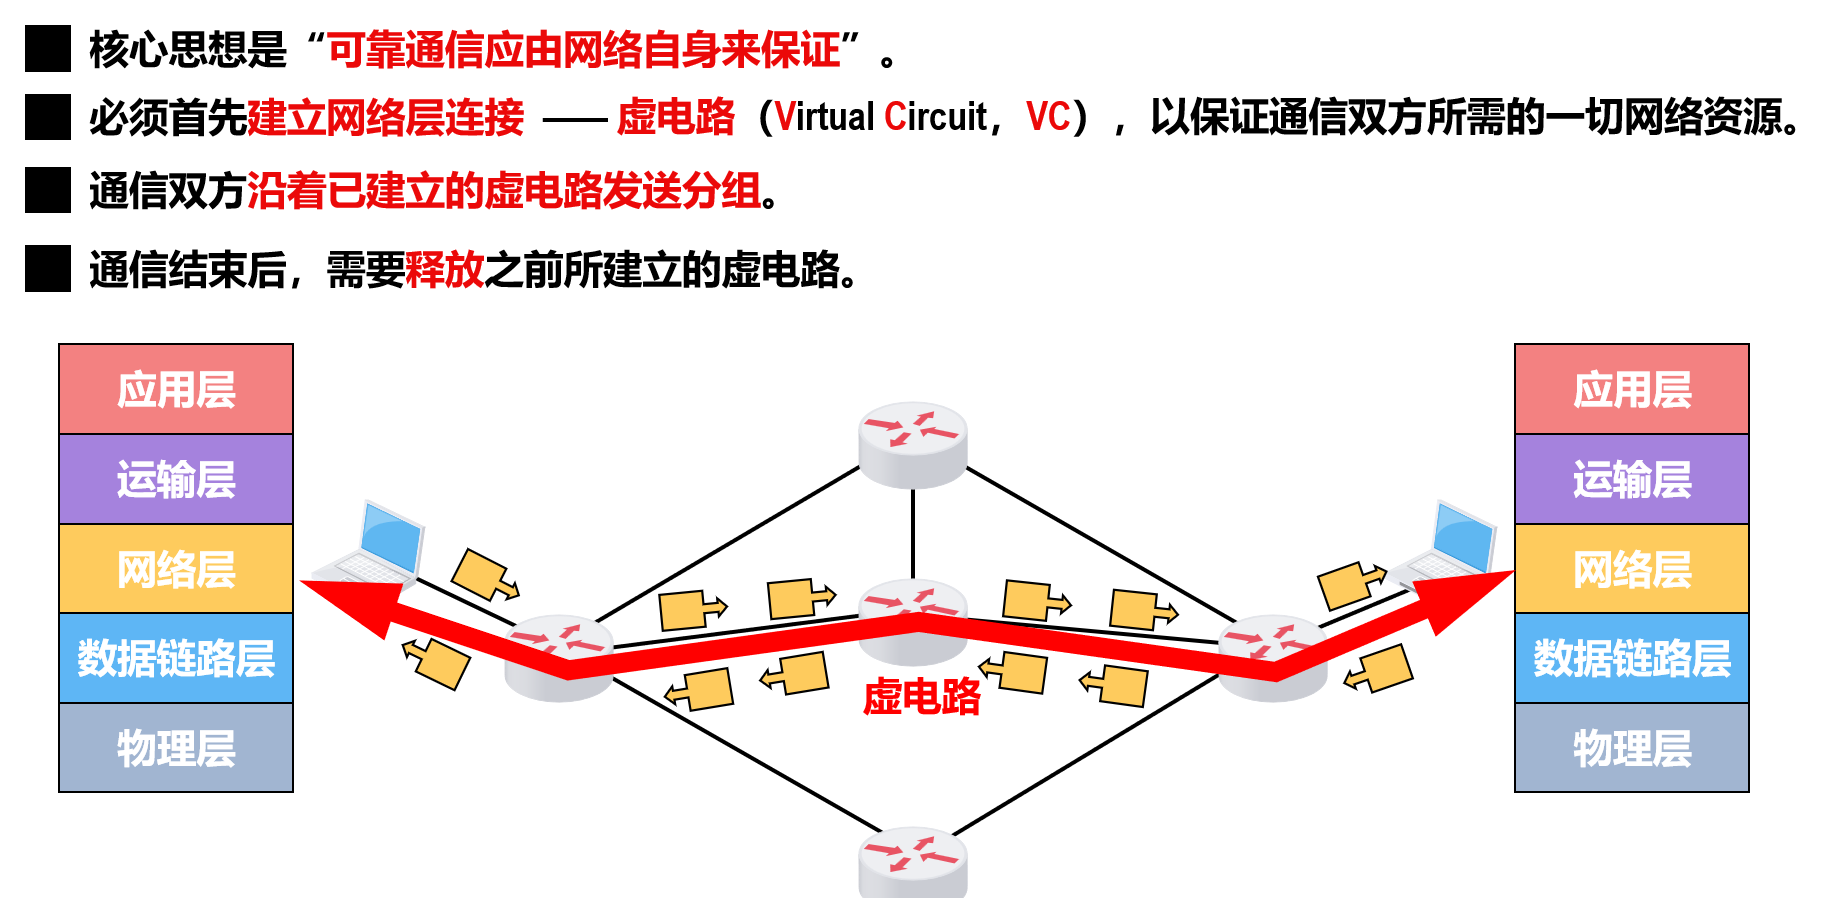 核心思想是“可靠通信应由网络自身来保证”。
必须首先建立网络层连接 —— 虚电路（Virtual Circuit，VC），以保证通信双方所需的一切网络资源。
通信双方沿着已建立的虚电路发送分组。
通信结束后，需要释放之前所建立的虚电路。
应用层
运输层
网络层
数据链路层
物理层
虚电路
应用层
运输层
网络层
数据链路层
物理层